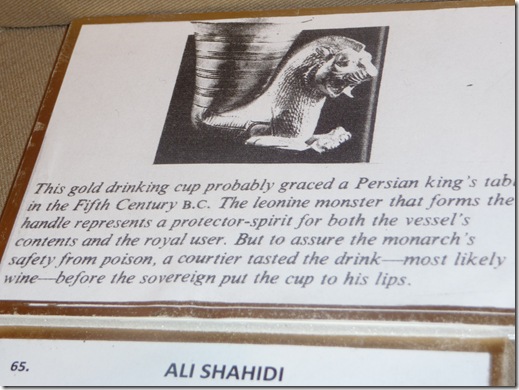 This gold drinking cup probably graced a Persian king's tabl
in the Fifth Century B.C. The leonine monster that forms the
handle represents a protector-spirit for both the vessel's
contents and the royal user. But to assure the monarch's
safety from poison, a courtier tasted the drink—most likely
wine—before the sovereign put the cup to his lips.
65.
ALI SHAHIDI